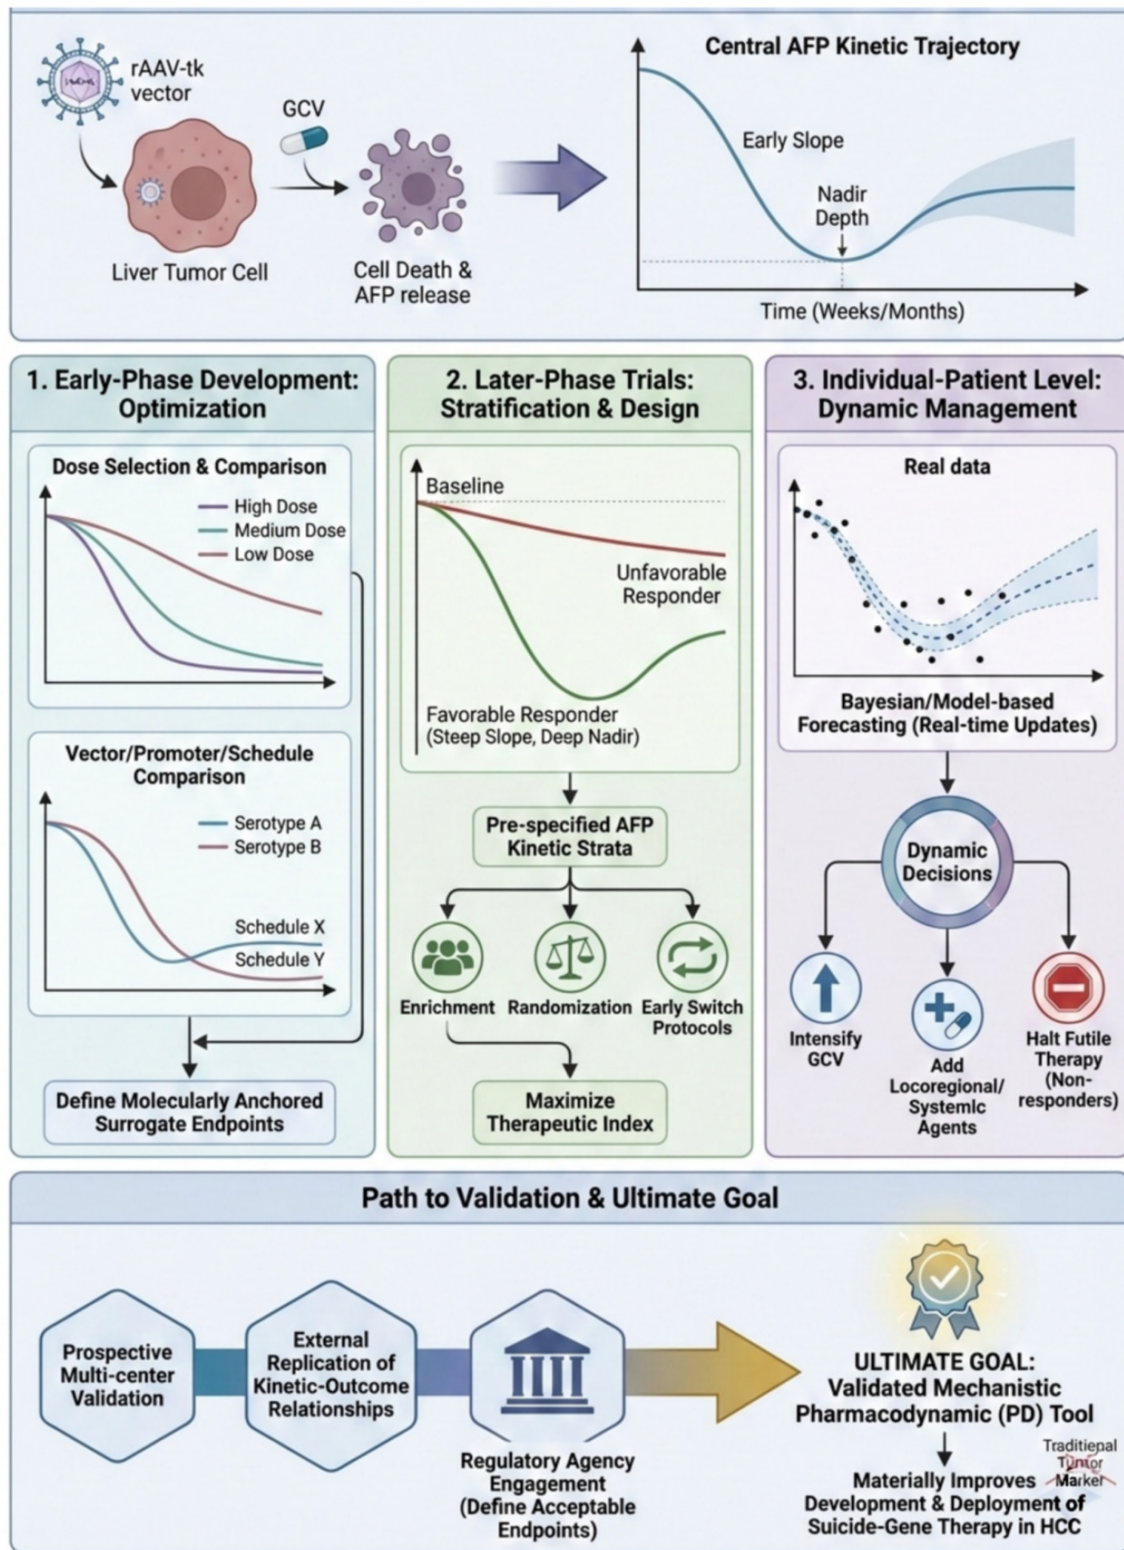 rAAV-tk
vector
GCV
Liver Tumor Cell
Cell Death &
AFP release
Central AFP Kinetic Trajectory
Early Slope
Nadir
Depth
Time (Weeks/Months)
1. Early-Phase Development:
Optimization
Dose Selection & Comparison
High Dose
Medium Dose
Low Dose
Vector/Promoter/Schedule
Comparison
Serotype A
Serotype B
Schedule X
Schedule Y
Define Molecularly Anchored
Surrogate Endpoints
2. Later-Phase Trials:
Stratification & Design
Baseline
Unfavorable
Responder
Favorable Responder
(Steep Slope, Deep Nadir)
Pre-specified AFP
Kinetic Strata
Enrichment
Randomization
Early Switch
Protocols
Maximize
Therapeutic Index
3. Individual-Patient Level:
Dynamic Management
Real data
Bayesian/Model-based
Forecasting (Real-time Updates)
Dynamic
Decisions
Intensify
GCV
Add
Locoregional/
Systemic
Agents
Halt Futile
Therapy
(Non-
responders)
Path to Validation & Ultimate Goal
Prospective
Multi-center
Validation
External
Replication of
Kinetic-Outcome
Relationships
Regulatory Agency
Engagement
(Define Acceptable
Endpoints)
ULTIMATE GOAL:
Validated Mechanistic
Pharmacodynamic (PD) Tool
Traditional
Tumor
Marker
Materially Improves
Development & Deployment of
Suicide-Gene Therapy in HCC